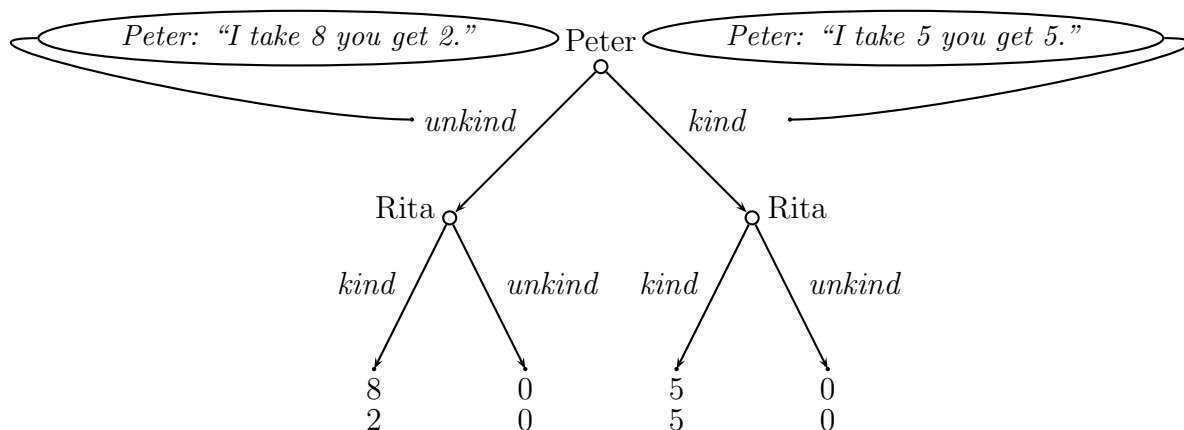 Peter: “I take 8 you get 2.” Peter Peter: “I take 5 you get 5.”
unkind kind
Rita Rita
kind unkind kind unkind
8 0 5 0
2 0 5 0